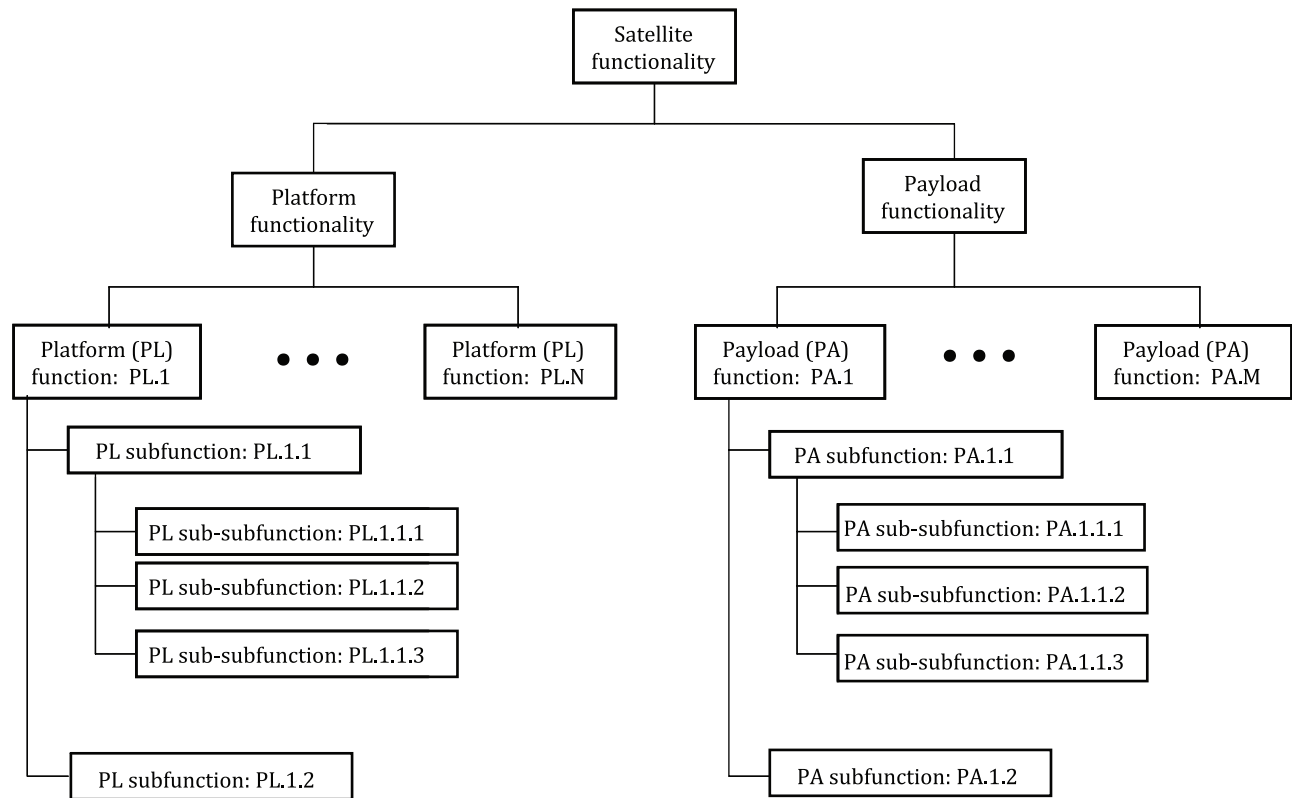 Satellite
functionality
Platform
functionality
Payload
functionality
Platform (PL)
function: PL.1
Platform (PL)
function: PL.N
Payload (PA)
function: PA.1
Payload (PA)
function: PA.M
PL subfunction: PL.1.1
PL sub-subfunction: PL.1.1.1
PL sub-subfunction: PL.1.1.2
PL sub-subfunction: PL.1.1.3
PL subfunction: PL.1.2
PA subfunction: PA.1.1
PA sub-subfunction: PA.1.1.1
PA sub-subfunction: PA.1.1.2
PA sub-subfunction: PA.1.1.3
PA subfunction: PA.1.2